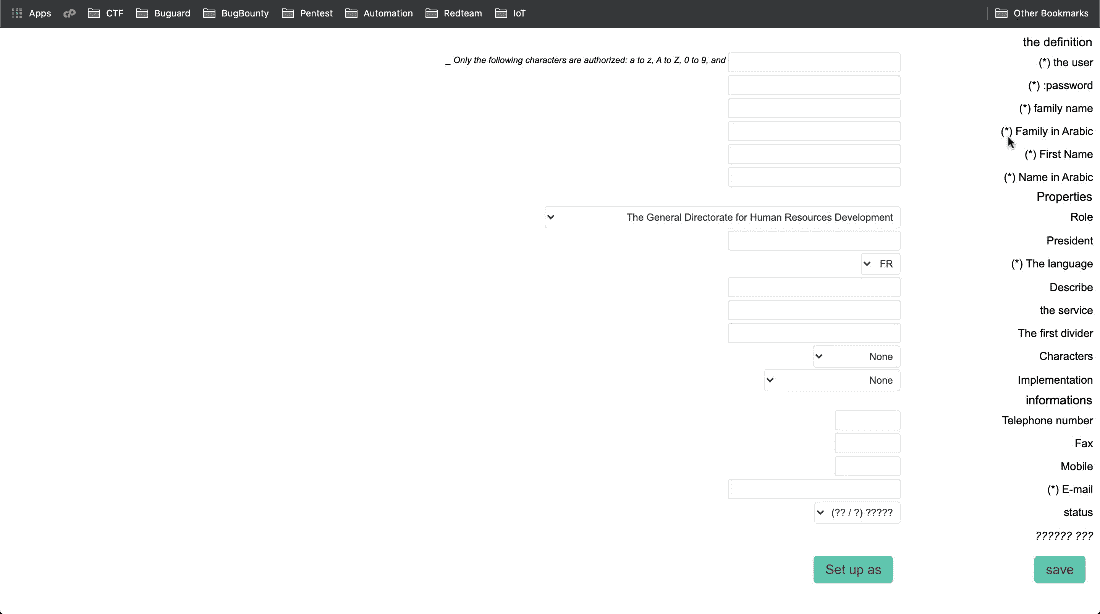 Apps CTF Buguard BugBounty Pentest Automation Redteam IoT Other Bookmarks
the definition
(*) the user
_ Only the following characters are authorized: a to z, A to Z, 0 to 9, and
(*) :password
(*) family name
(*) Family in Arabic
(*) First Name
(*) Name in Arabic
Properties
Role
The General Directorate for Human Resources Development
President
(*) The language
FR
Describe
the service
The first divider
Characters
None
Implementation
None
informations
Telephone number
Fax
Mobile
(*) E-mail
status
(?? / ?) ?????
?????? ???
save
Set up as